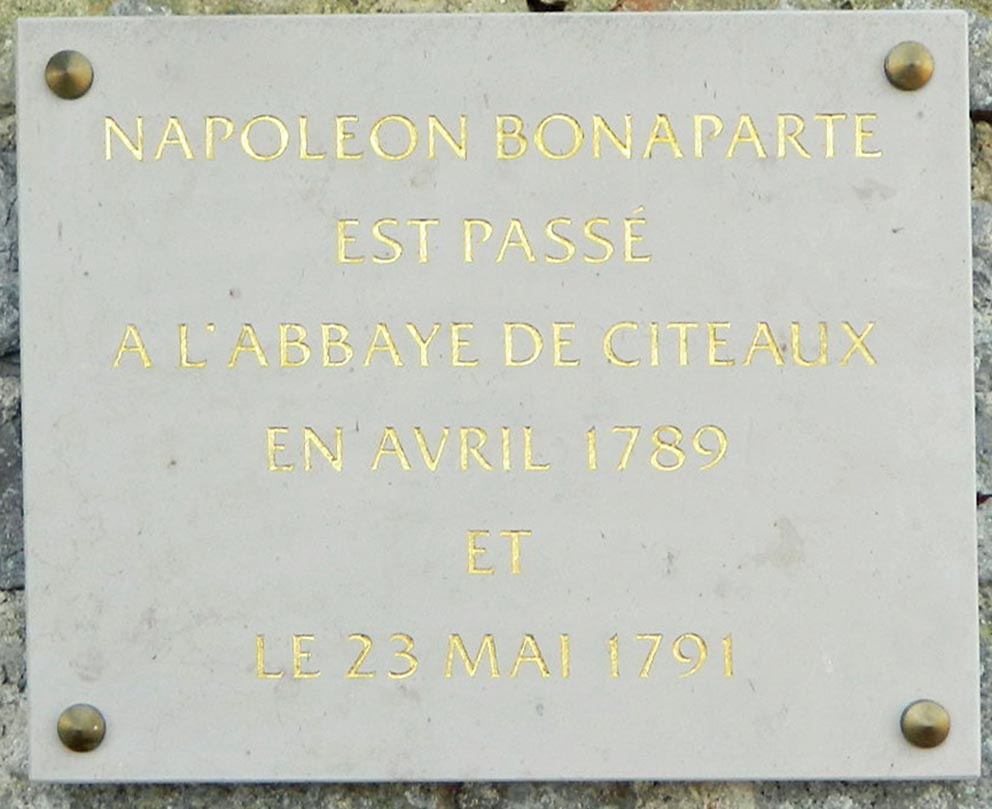 NAPOLEON BONAPARTE
EST PASSÉ
A L'ABBAYE DE CITEAUX
EN AVRIL 1789
ET
LE 23 MAI 1791